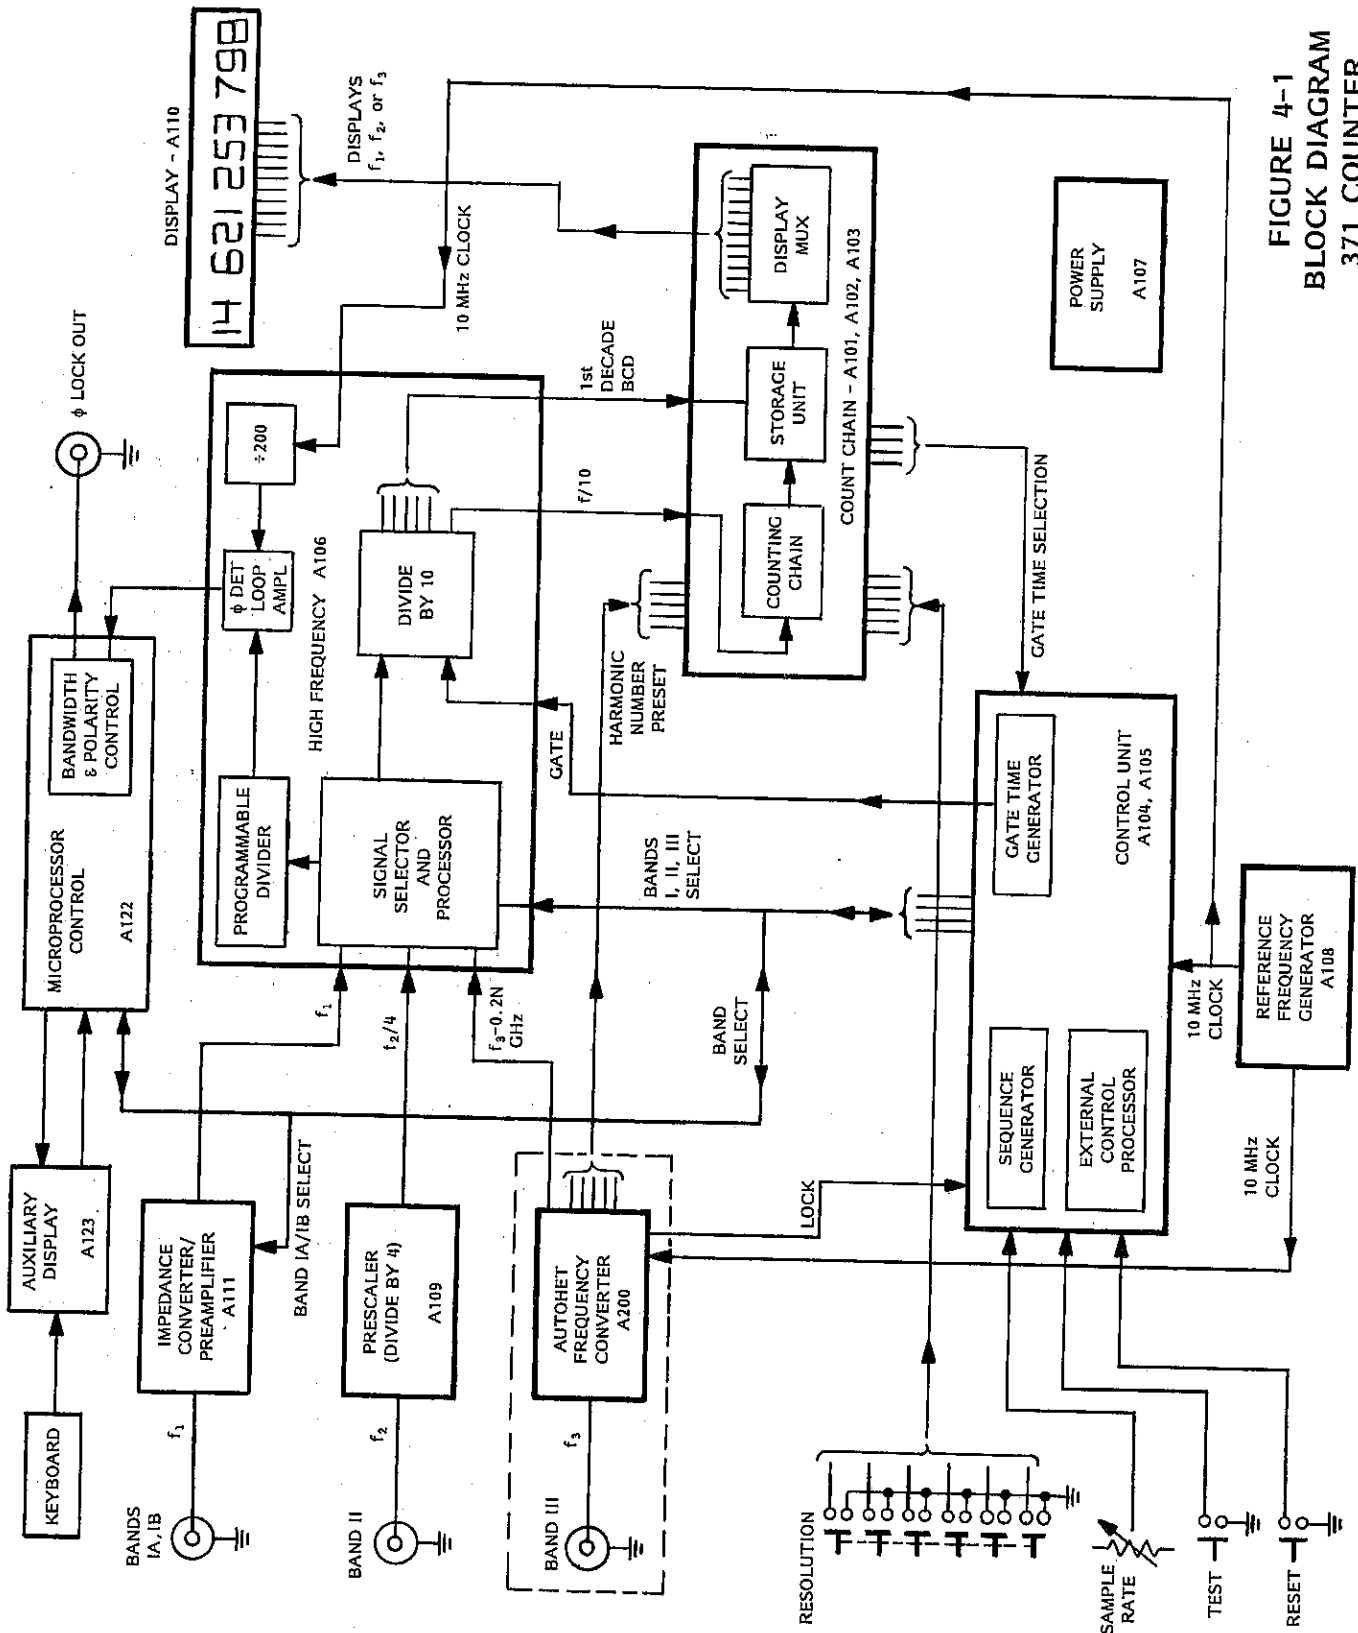 KEYBOARD
AUXILIARY
DISPLAY
A123
MICROPROCESSOR
CONTROL
A122
BANDWIDTH
& POLARITY
CONTROL
ϕ LOCK OUT
DISPLAY - A110
14 621 253 798
DISPLAYS
f₁, f₂, or f₃
BANDS
IA, IB
f₁
IMPEDANCE
CONVERTER/
PREAMPLIFIER
A111
BAND IA/IB SELECT
f₁
PROGRAMMABLE
DIVIDER
ϕ DET
LOOP
AMPL
÷200
HIGH FREQUENCY A106
10 MHz CLOCK
BAND II
f₂
PRESCALER
(DIVIDE BY 4)
A109
f₂/4
SIGNAL
SELECTOR
AND
PROCESSOR
DIVIDE
BY 10
1st
DECADE
BCD
f/10
GATE
BAND III
f₃
AUTOHET
FREQUENCY
CONVERTER
A200
f₃-0.2N
GHz
HARMONIC
NUMBER
PRESET
BANDS
I, II, III
SELECT
BAND
SELECT
LOCK
COUNTING
CHAIN
STORAGE
UNIT
DISPLAY
MUX
COUNT CHAIN - A101, A102, A103
GATE TIME SELECTION
RESOLUTION
SEQUENCE
GENERATOR
EXTERNAL
CONTROL
PROCESSOR
GATE TIME
GENERATOR
CONTROL UNIT
A104, A105
POWER
SUPPLY
A107
SAMPLE
RATE
TEST
RESET
10 MHz
CLOCK
10 MHz
CLOCK
REFERENCE
FREQUENCY
GENERATOR
A108
FIGURE 4-1
BLOCK DIAGRAM
371 COUNTER